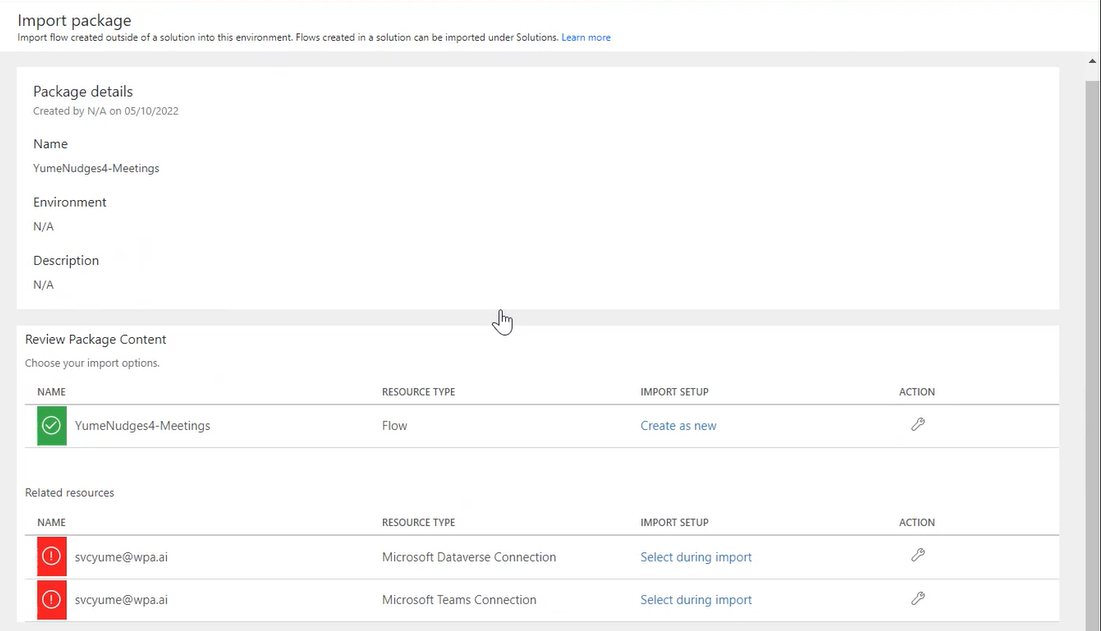 Import package
Import flow created outside of a solution into this environment. Flows created in a solution can be imported under Solutions. Learn more
Package details
Created by N/A on 05/10/2022
Name
YumeNudges4-Meetings
Environment
N/A
Description
N/A
Review Package Content
Choose your import options.
NAME RESOURCE TYPE IMPORT SETUP ACTION
YumeNudges4-Meetings Flow Create as new
Related resources
NAME RESOURCE TYPE IMPORT SETUP ACTION
svcyume@wpa.ai Microsoft Dataverse Connection Select during import
svcyume@wpa.ai Microsoft Teams Connection Select during import